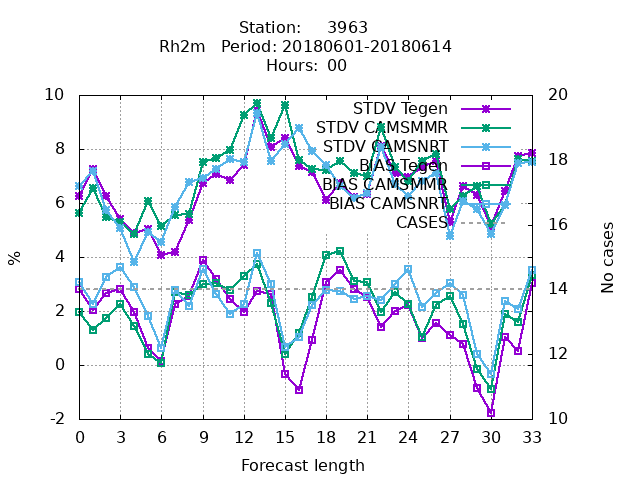 Station: 3963
Rh2m Period: 20180601-20180614
Hours: 00
10 20
STDV Tegen
STDV CAMSMMR
8 STDV CAMSNRT 18
BIAS Tegen
BIAS CAMSMMR
6 BIAS CAMSNRT 16
CASES
% 4 No cases
2 14
0 12
-2 10
0 3 6 9 12 15 18 21 24 27 30 33
Forecast length